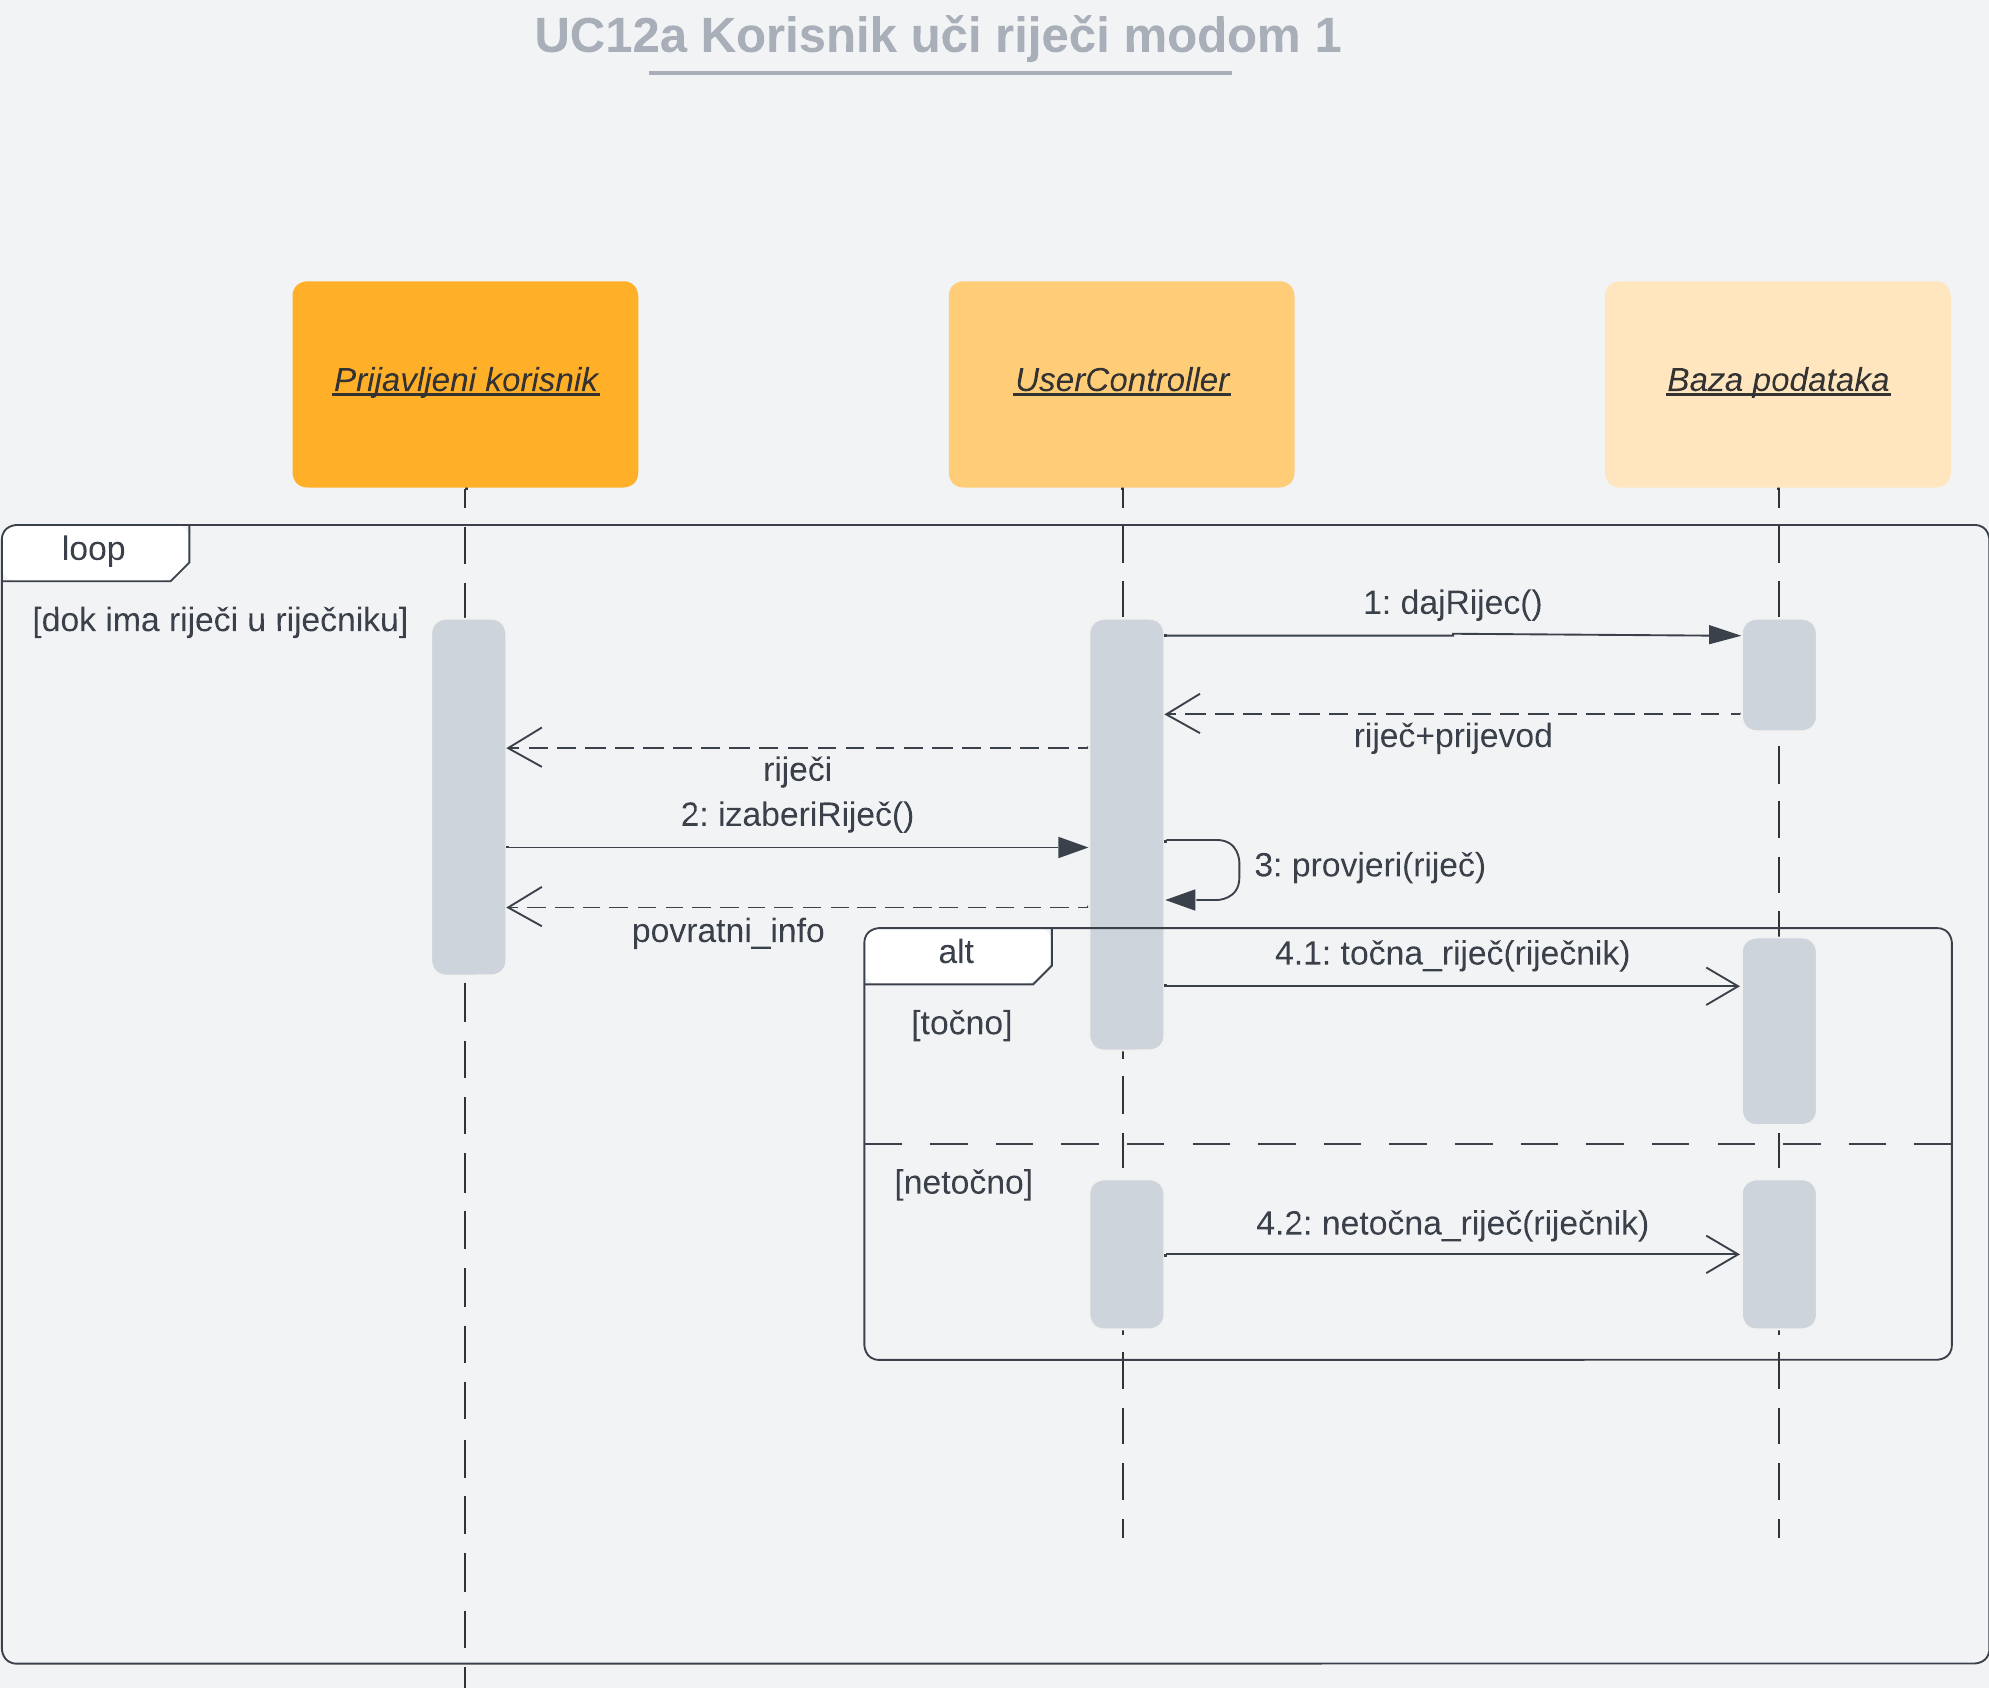 UC12a Korisnik uči riječi modom 1
Prijavljeni korisnik
UserController
Baza podataka
loop
[dok ima riječi u riječniku]
1: dajRijec()
riječ+prijevod
riječi
2: izaberiRiječ()
3: provjeri(riječ)
povratni_info
alt
4.1: točna_riječ(riječnik)
[točno]
[netočno]
4.2: netočna_riječ(riječnik)